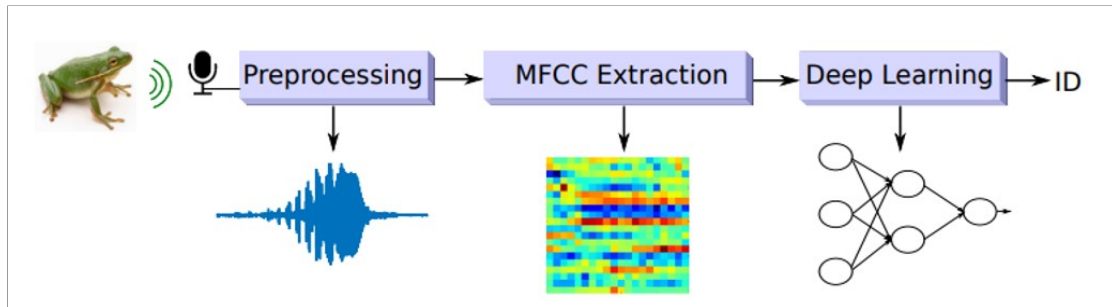 Preprocessing
MFCC Extraction
Deep Learning
ID